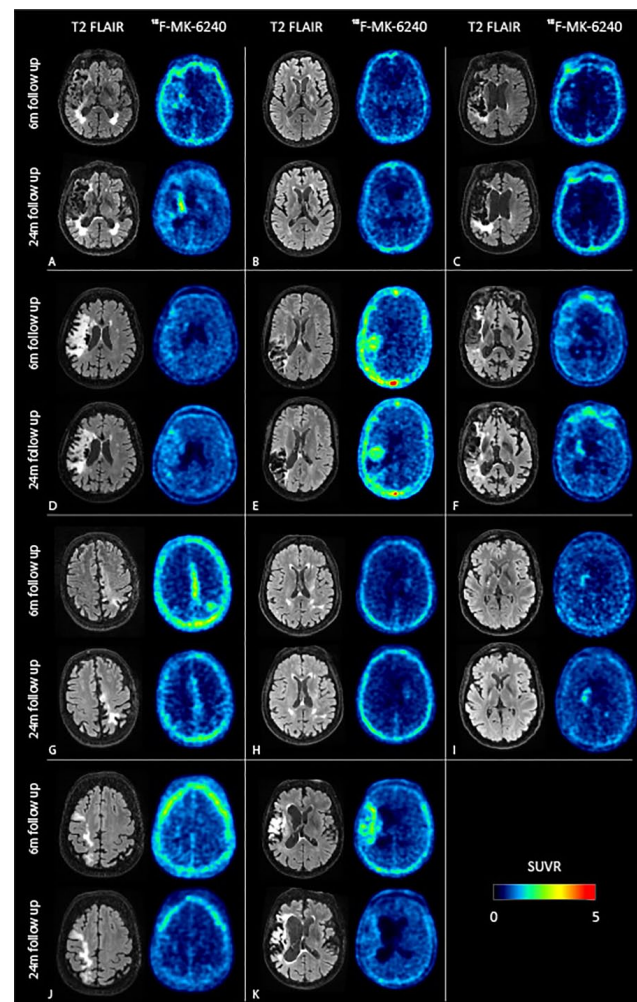 T2 FLAIR ¹⁸F-MK-6240 T2 FLAIR ¹⁸F-MK-6240 T2 FLAIR ¹⁸F-MK-6240
6m follow up
24m follow up
A B C
6m follow up
24m follow up
D E F
6m follow up
24m follow up
G H I
6m follow up
SUVR
0 5
24m follow up
J K